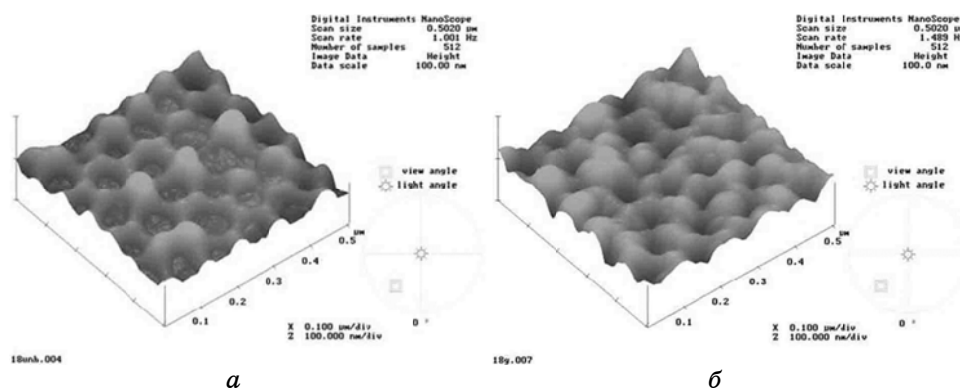 Digital Instruments NanoScope
Scan size 0.5020 µm
Scan rate 1.001 Hz
Number of samples 512
Image Data Height
Data scale 100.00 nm
view angle
light angle
µm
0.5
0.4
0.3
0.2
0.1
X 0.100 µm/div
Z 100.000 nm/div
0 °
18unb.004
а
Digital Instruments NanoScope
Scan size 0.5020 µm
Scan rate 1.489 Hz
Number of samples 512
Image Data Height
Data scale 100.0 nm
view angle
light angle
µm
0.5
0.4
0.3
0.2
0.1
X 0.100 µm/div
Z 100.000 nm/div
0 °
18g.007
б